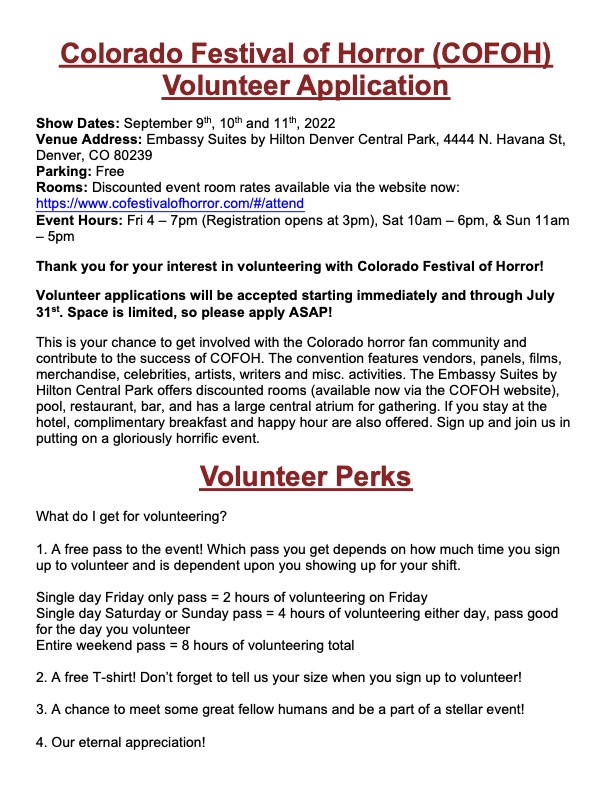 Colorado Festival of Horror (COFOH)
Volunteer Application
Show Dates: September 9th, 10th and 11th, 2022
Venue Address: Embassy Suites by Hilton Denver Central Park, 4444 N. Havana St,
Denver, CO 80239
Parking: Free
Rooms: Discounted event room rates available via the website now:
https://www.cofestivalofhorror.com/#/attend
Event Hours: Fri 4 – 7pm (Registration opens at 3pm), Sat 10am – 6pm, & Sun 11am
– 5pm
Thank you for your interest in volunteering with Colorado Festival of Horror!
Volunteer applications will be accepted starting immediately and through July
31st. Space is limited, so please apply ASAP!
This is your chance to get involved with the Colorado horror fan community and
contribute to the success of COFOH. The convention features vendors, panels, films,
merchandise, celebrities, artists, writers and misc. activities. The Embassy Suites by
Hilton Central Park offers discounted rooms (available now via the COFOH website),
pool, restaurant, bar, and has a large central atrium for gathering. If you stay at the
hotel, complimentary breakfast and happy hour are also offered. Sign up and join us in
putting on a gloriously horrific event.
Volunteer Perks
What do I get for volunteering?
1. A free pass to the event! Which pass you get depends on how much time you sign
up to volunteer and is dependent upon you showing up for your shift.
Single day Friday only pass = 2 hours of volunteering on Friday
Single day Saturday or Sunday pass = 4 hours of volunteering either day, pass good
for the day you volunteer
Entire weekend pass = 8 hours of volunteering total
2. A free T-shirt! Don’t forget to tell us your size when you sign up to volunteer!
3. A chance to meet some great fellow humans and be a part of a stellar event!
4. Our eternal appreciation!